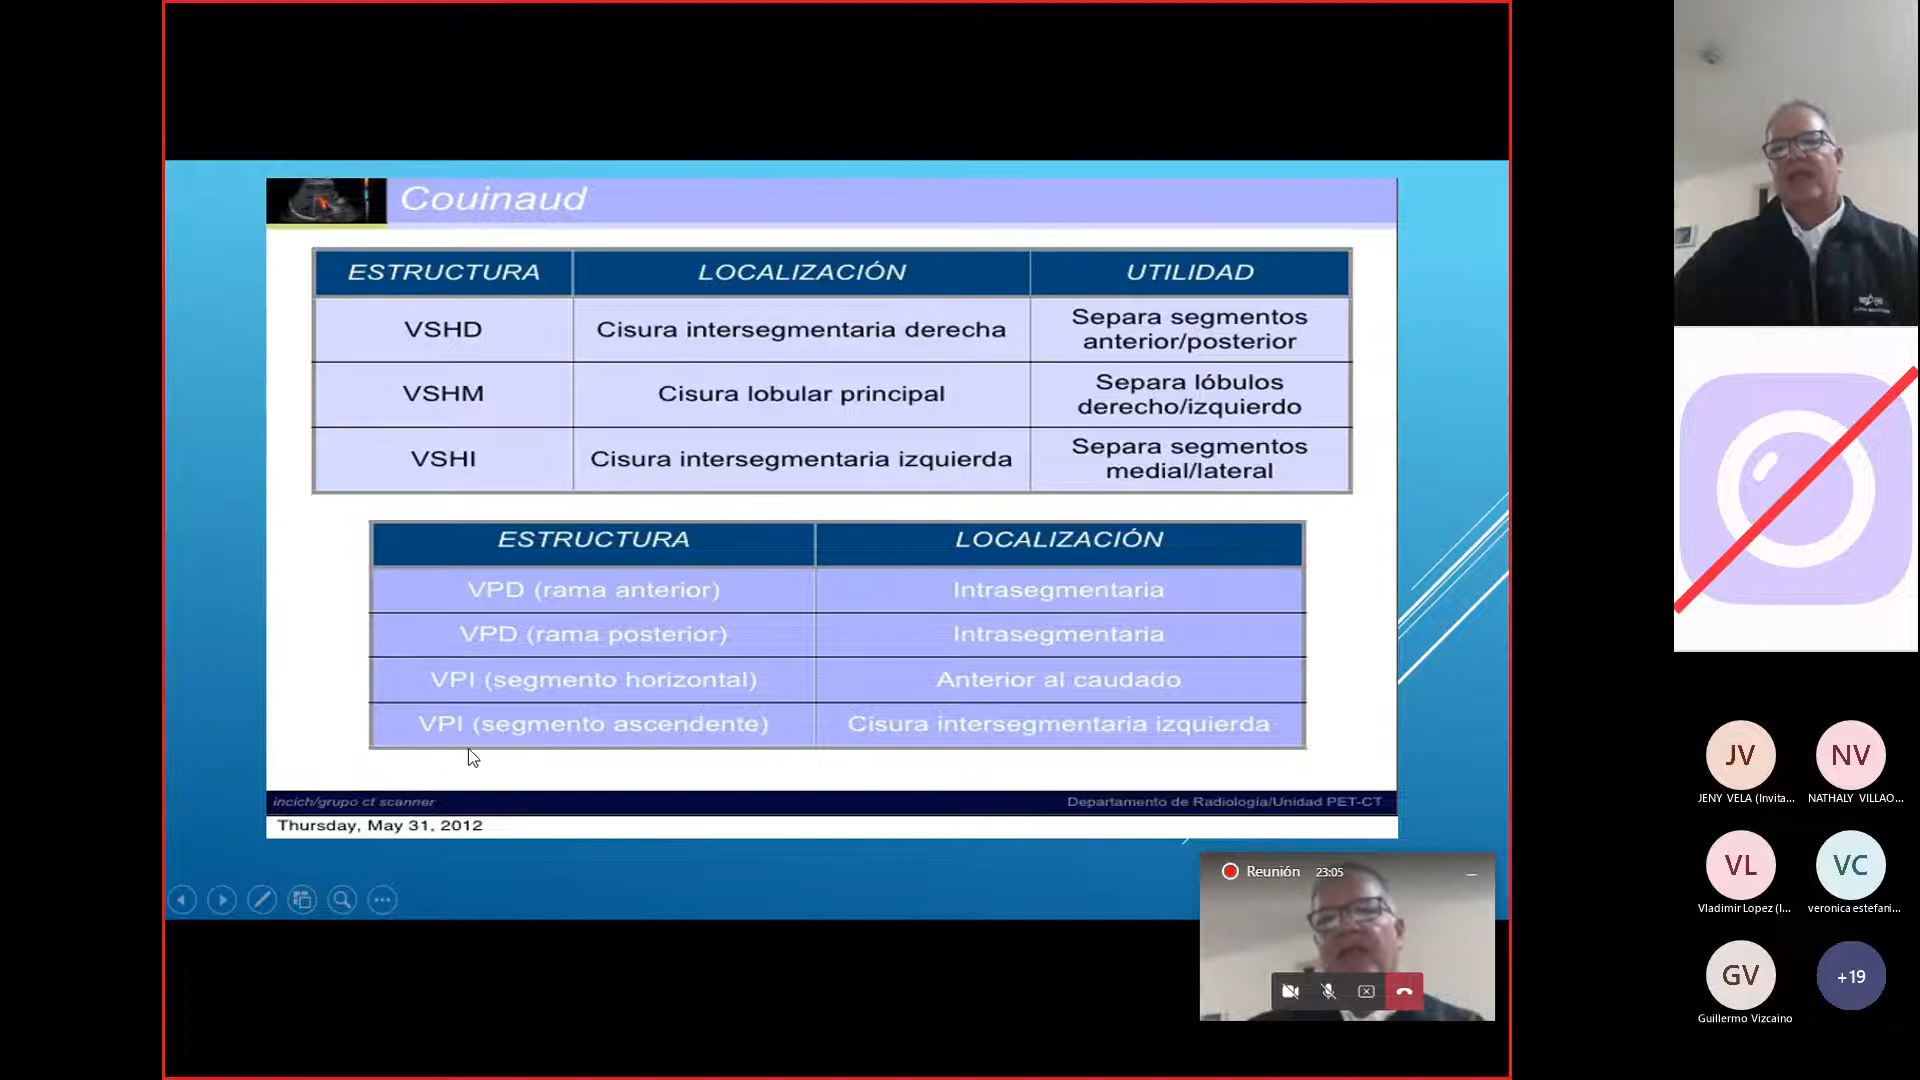 Couinaud
ESTRUCTURA LOCALIZACIÓN UTILIDAD
VSHD Cisura intersegmentaria derecha Separa segmentos
anterior/posterior
VSHM Cisura lobular principal Separa lóbulos
derecho/izquierdo
VSHI Cisura intersegmentaria izquierda Separa segmentos
medial/lateral
ESTRUCTURA LOCALIZACIÓN
VPD (rama anterior) Intrasegmentaria
VPD (rama posterior) Intrasegmentaria
VPI (segmento horizontal) Anterior al caudado
VPI (segmento ascendente) Cisura intersegmentaria izquierda
incich/grupo ct scanner Departamento de Radiología/Unidad PET-CT
Thursday, May 31, 2012
Reunión 23:05
JV NV
JENY VELA (Invita... NATHALY VILLAO...
VL VC
Vladimir Lopez (I... veronica estefani...
GV +19
Guillermo Vizcaino